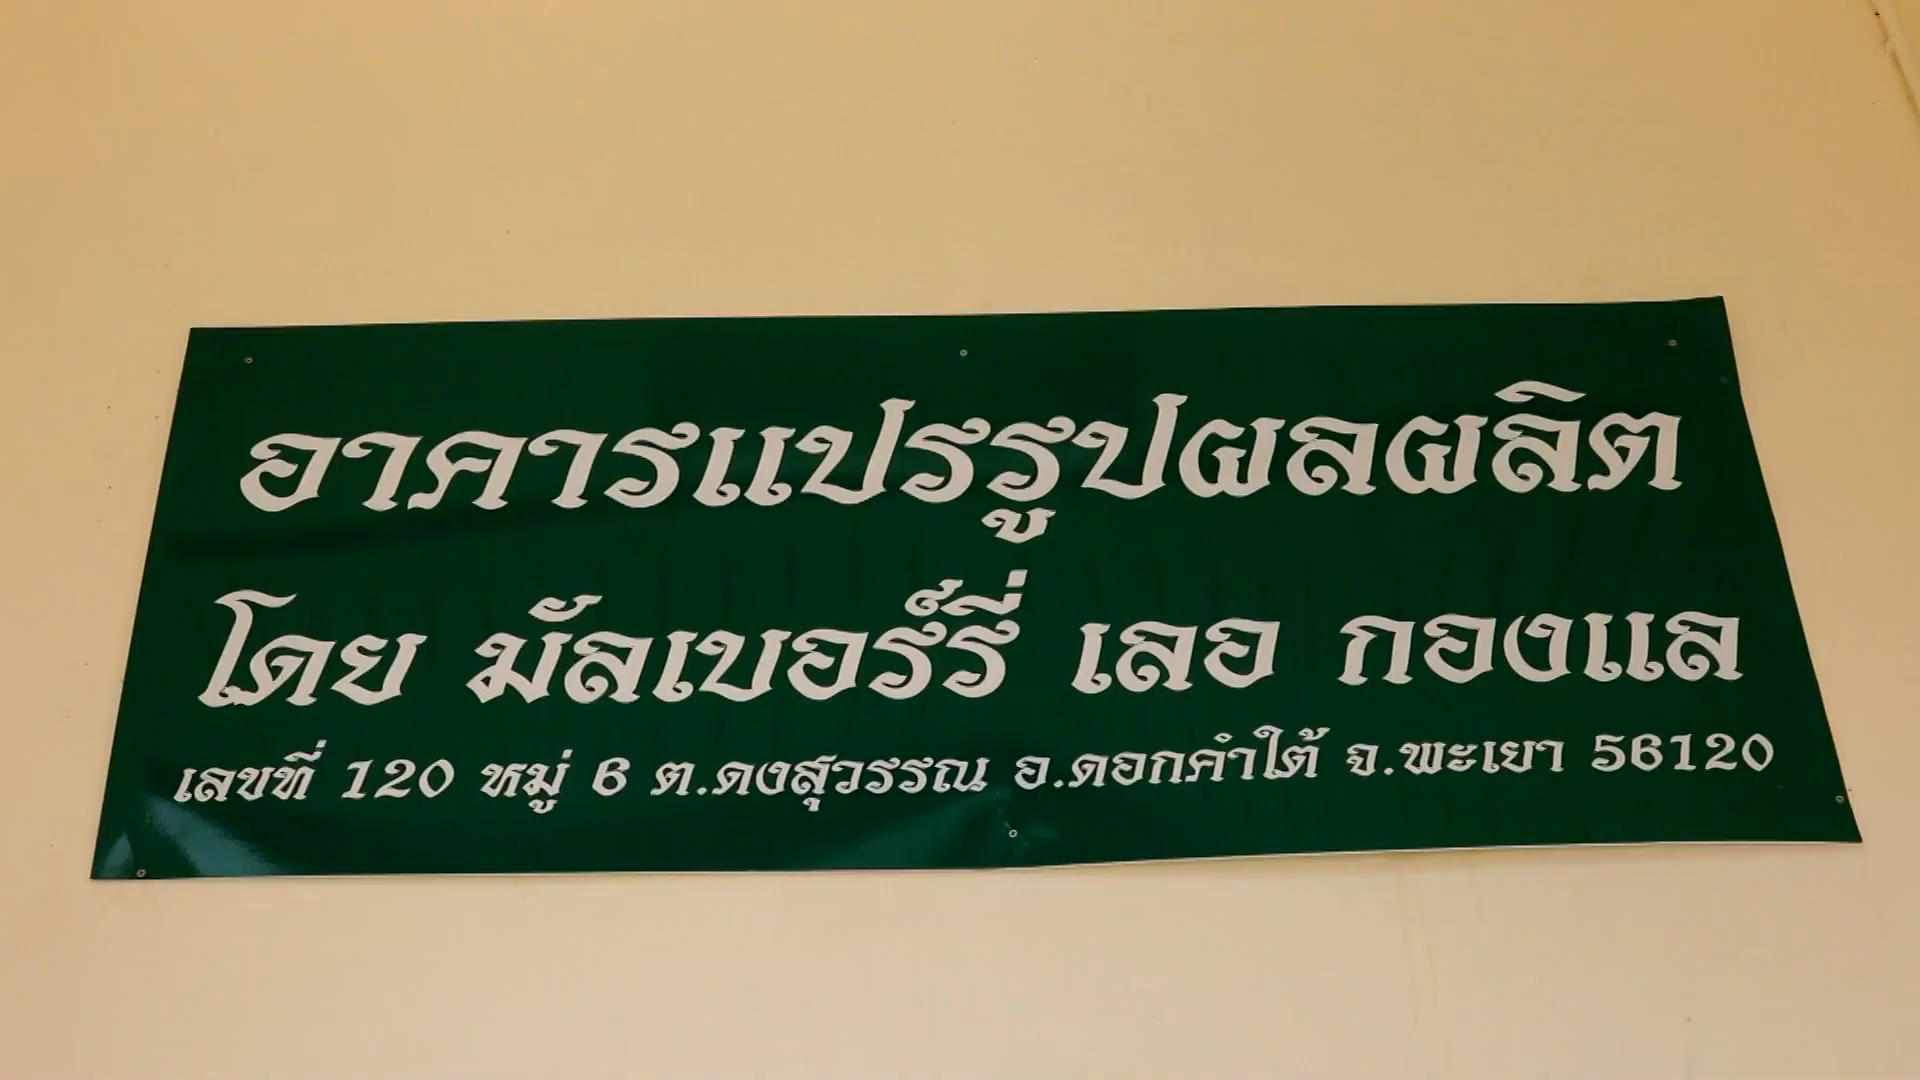 อาคารแปรรูปผลผลิต
โดย มัลเบอร์รี่ เลอ กองแล
เลขที่ 120 หมู่ 6 ต.ดงสุวรรณ อ.ดอกคำใต้ จ.พะเยา 56120